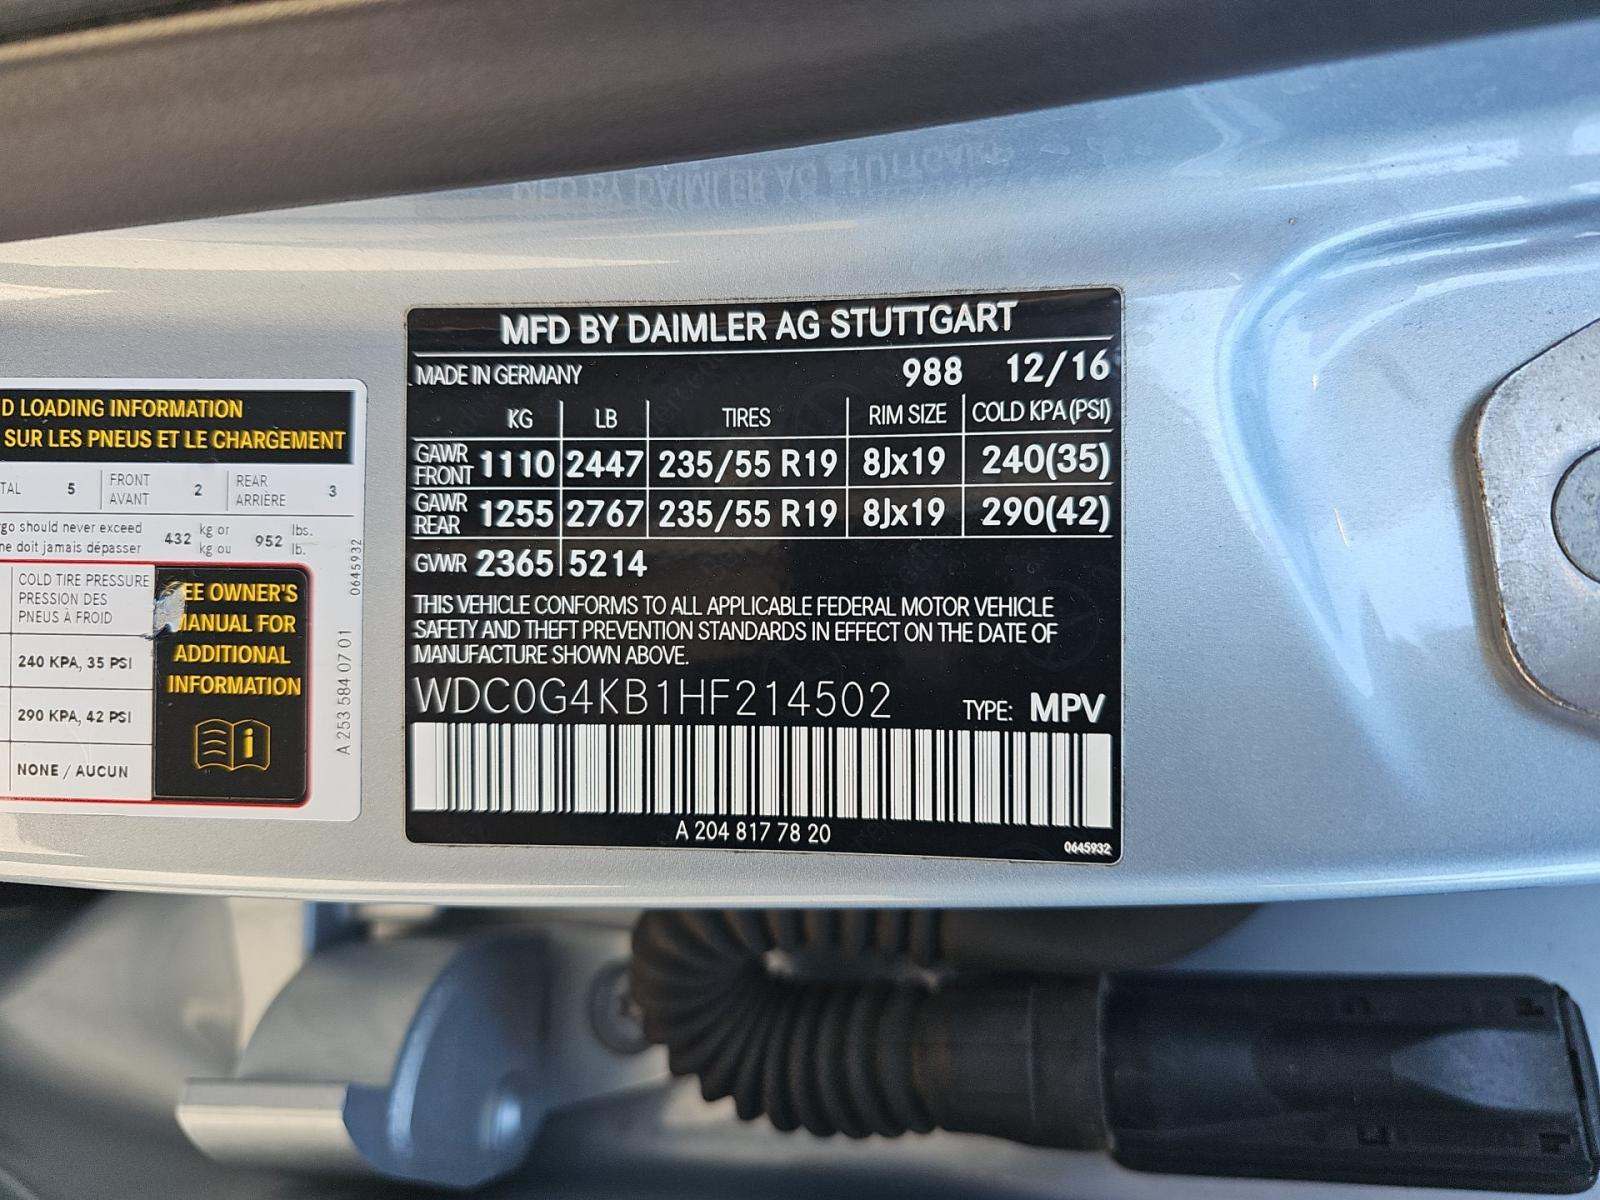 MFD BY DAIMLER AG STUTTGART
MADE IN GERMANY 988 12/16
KG LB TIRES RIM SIZE COLD KPA(PSI)
GAWR FRONT 1110 2447 235/55 R19 8Jx19 240(35)
GAWR REAR 1255 2767 235/55 R19 8Jx19 290(42)
GVWR 2365 5214
THIS VEHICLE CONFORMS TO ALL APPLICABLE FEDERAL MOTOR VEHICLE
SAFETY AND THEFT PREVENTION STANDARDS IN EFFECT ON THE DATE OF
MANUFACTURE SHOWN ABOVE.
WDC0G4KB1HF214502 TYPE: MPV
A 204 817 78 20
0645932
D LOADING INFORMATION
SUR LES PNEUS ET LE CHARGEMENT
TAL 5 FRONT AVANT 2 REAR ARRIÈRE 3
rgo should never exceed 432 kg or 952 lbs.
ne doit jamais dépasser kg ou lb.
COLD TIRE PRESSURE
PRESSION DES
PNEUS À FROID
240 KPA, 35 PSI
290 KPA, 42 PSI
NONE / AUCUN
EE OWNER'S
MANUAL FOR
ADDITIONAL
INFORMATION
0645932
A 253 584 07 01